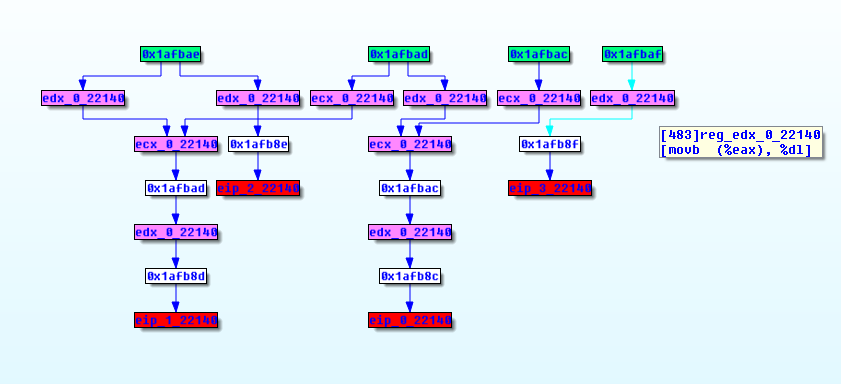 0x1afbae
0x1afbad
0x1afbac
0x1afbaf
edx_0_22140
edx_0_22140
ecx_0_22140
edx_0_22140
ecx_0_22140
edx_0_22140
[483]reg_edx_0_22140
[movb (%eax), %dl]
ecx_0_22140
0x1afb8e
ecx_0_22140
0x1afb8f
0x1afbad
eip_2_22140
0x1afbac
eip_3_22140
edx_0_22140
edx_0_22140
0x1afb8d
0x1afb8c
eip_1_22140
eip_0_22140